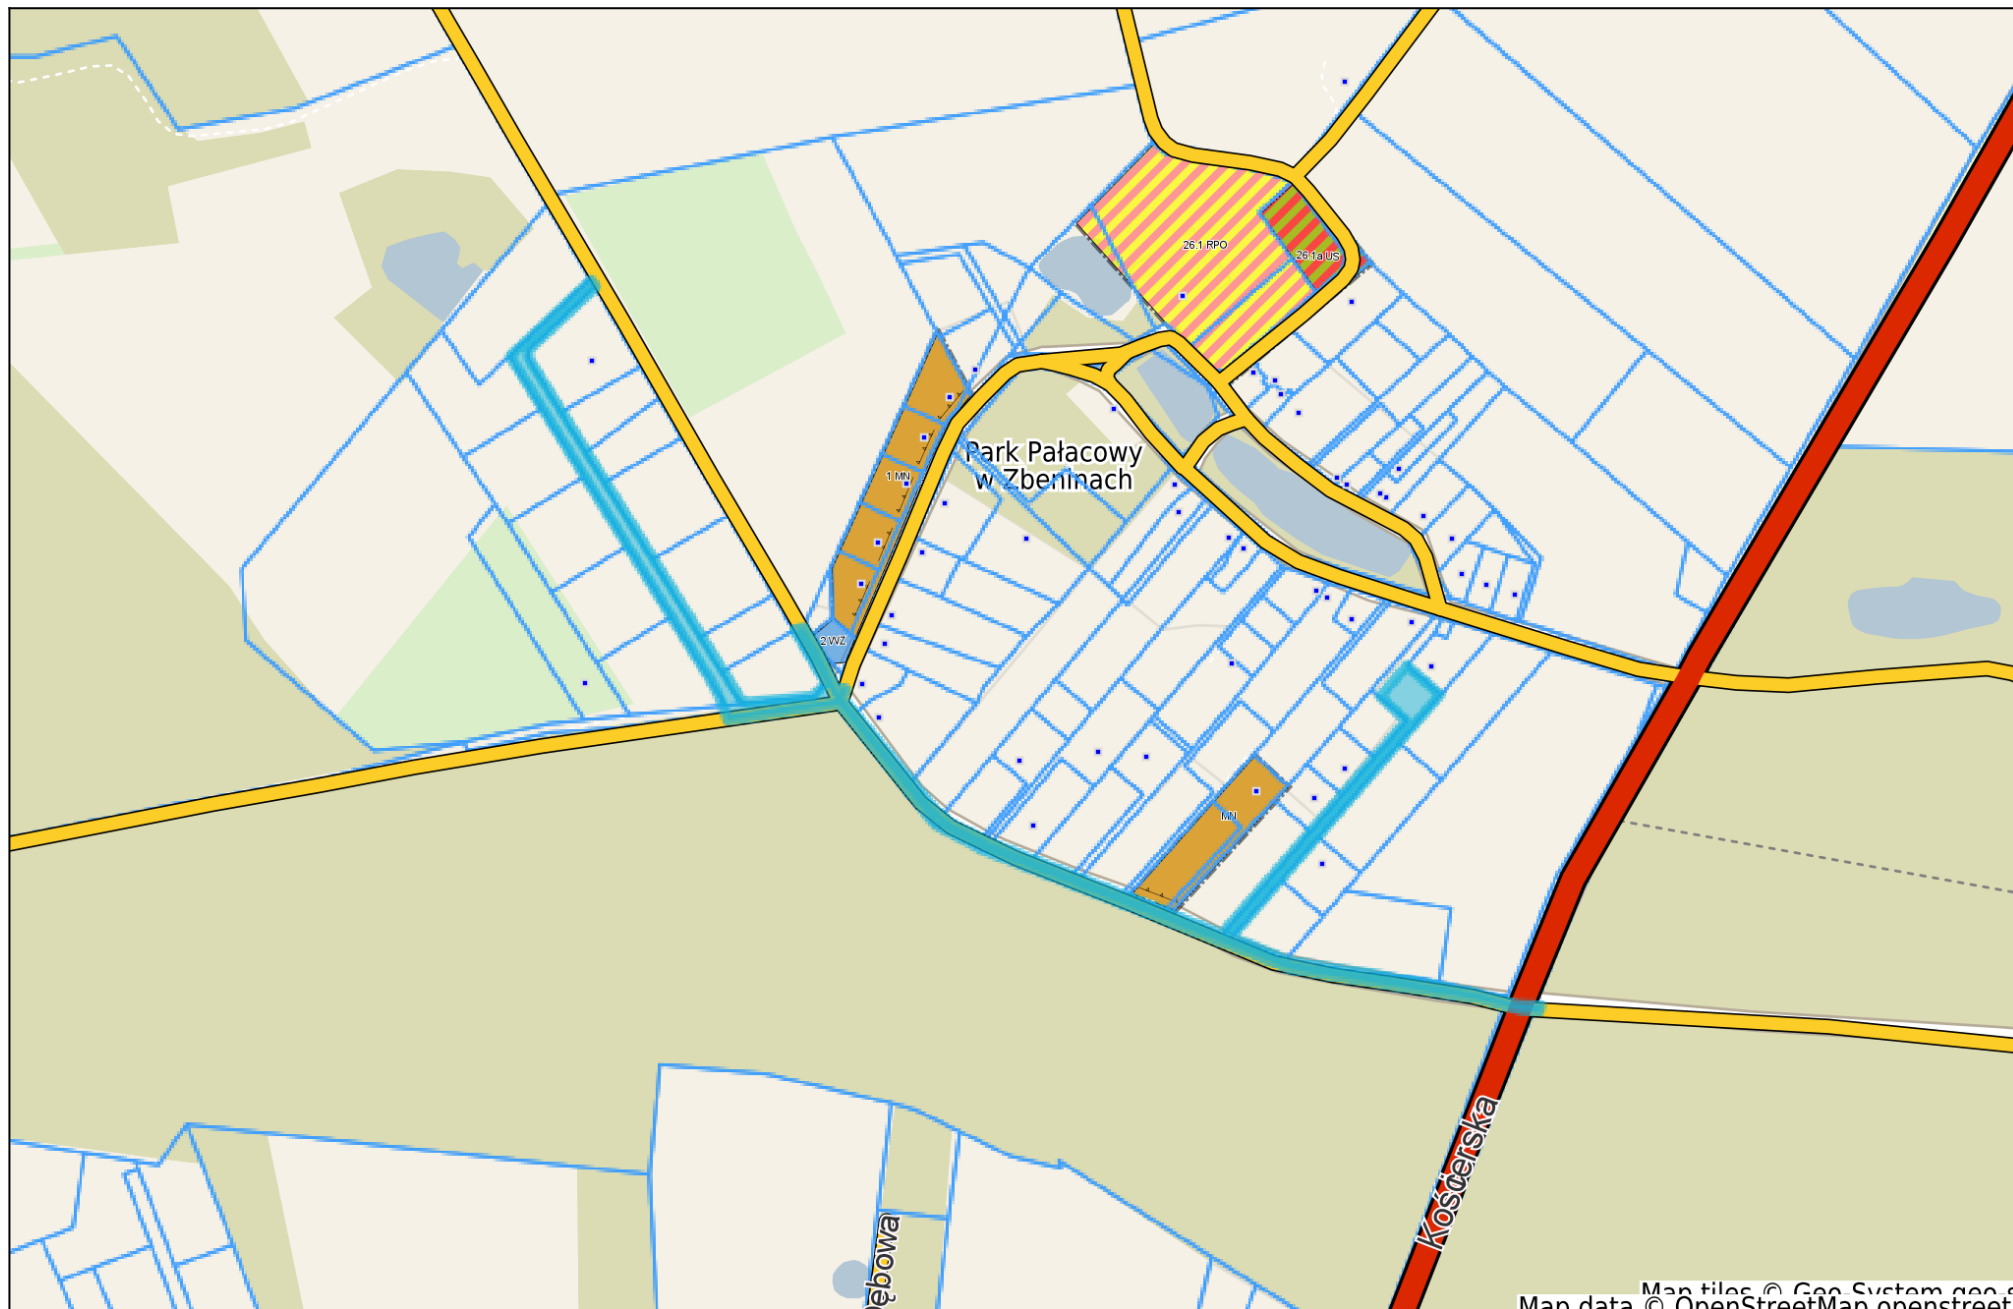 26.1 RPO
26.1a US
Park Pałacowy
w Zbeninach
1 MN
2 WZ
MN
Kościerska
Dębowa
Map tiles © Geo-System geo-s
Map data © OpenStreetMap openstreet